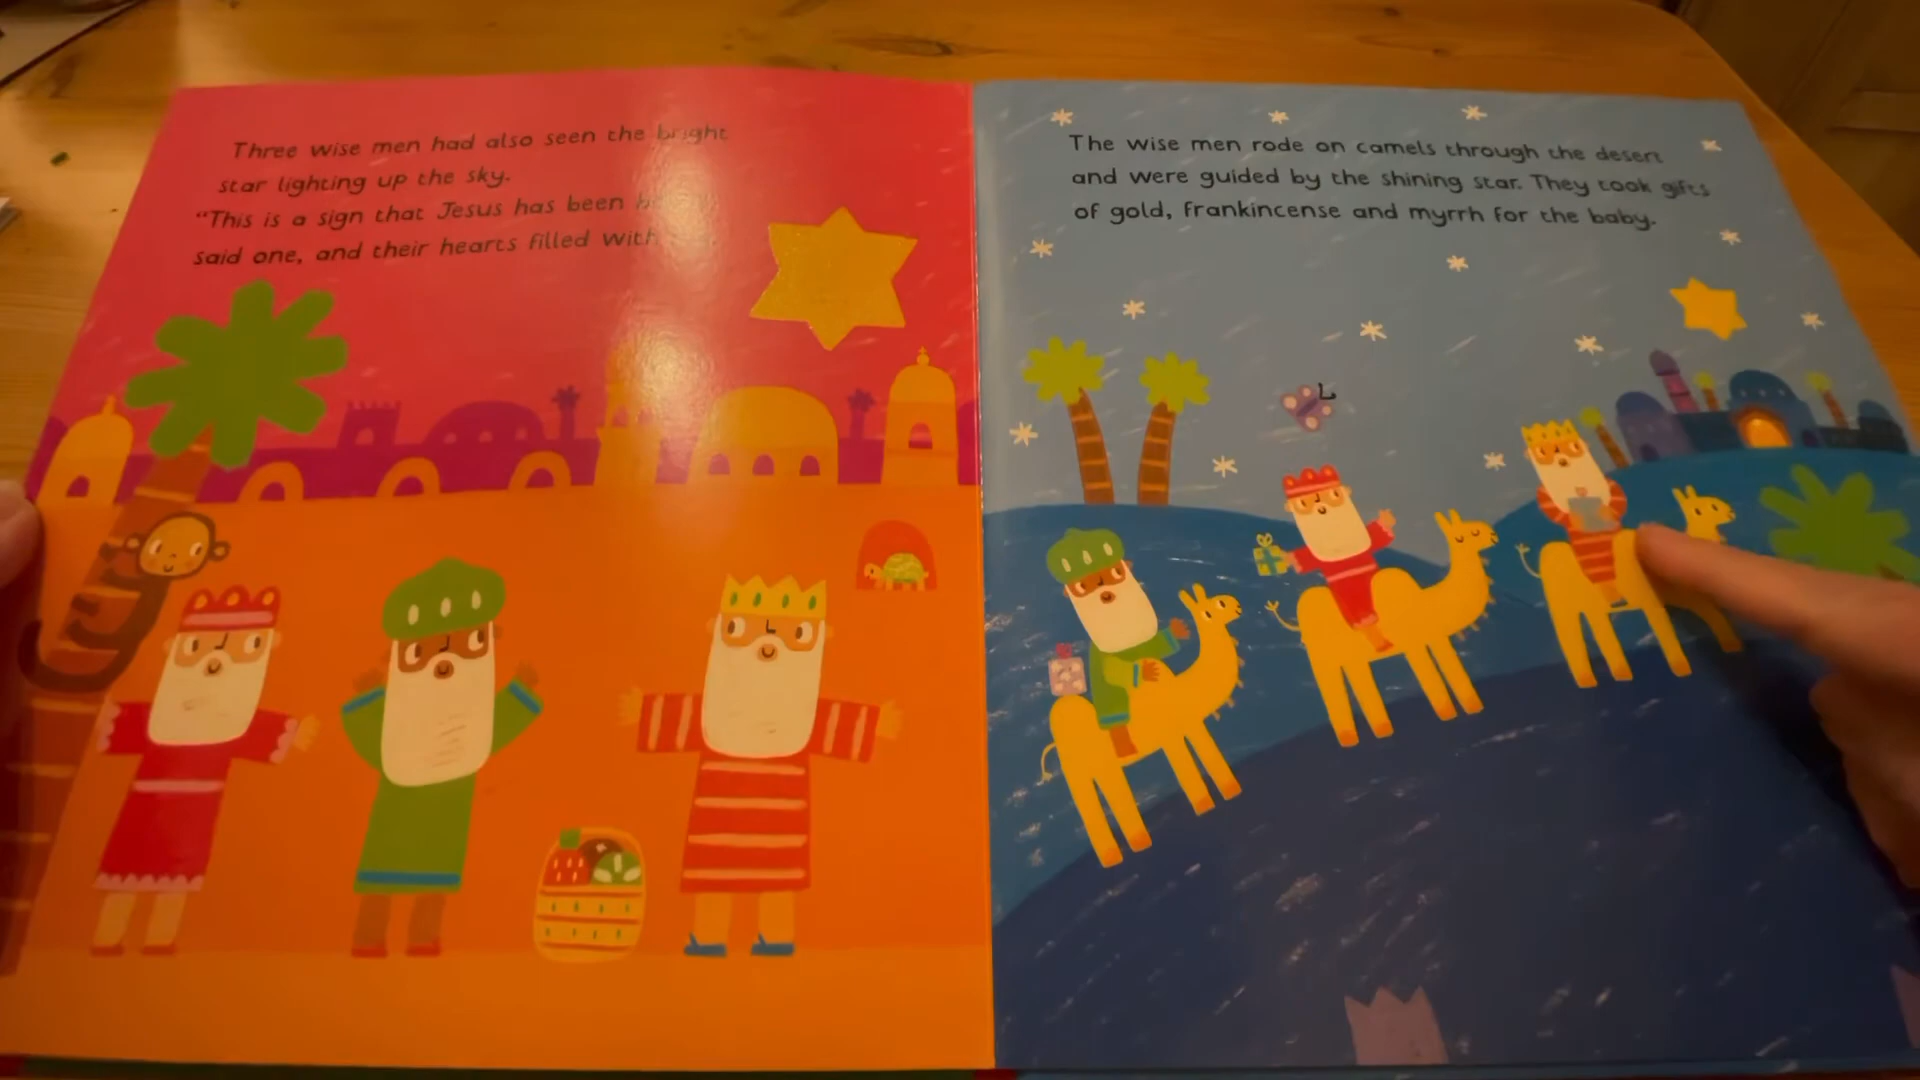 Three wise men had also seen the bright
star lighting up the sky.
"This is a sign that Jesus has been
said one, and their hearts filled with
The wise men rode on camels through the desert
and were guided by the shining star. They took gifts
of gold, frankincense and myrrh for the baby.